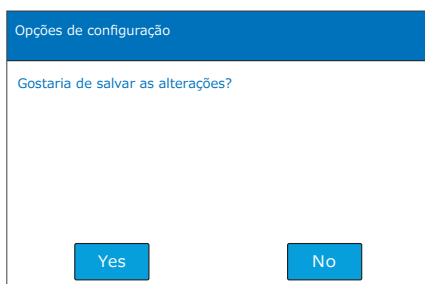 Opções de configuração
Gostaria de salvar as alterações?
Yes
No